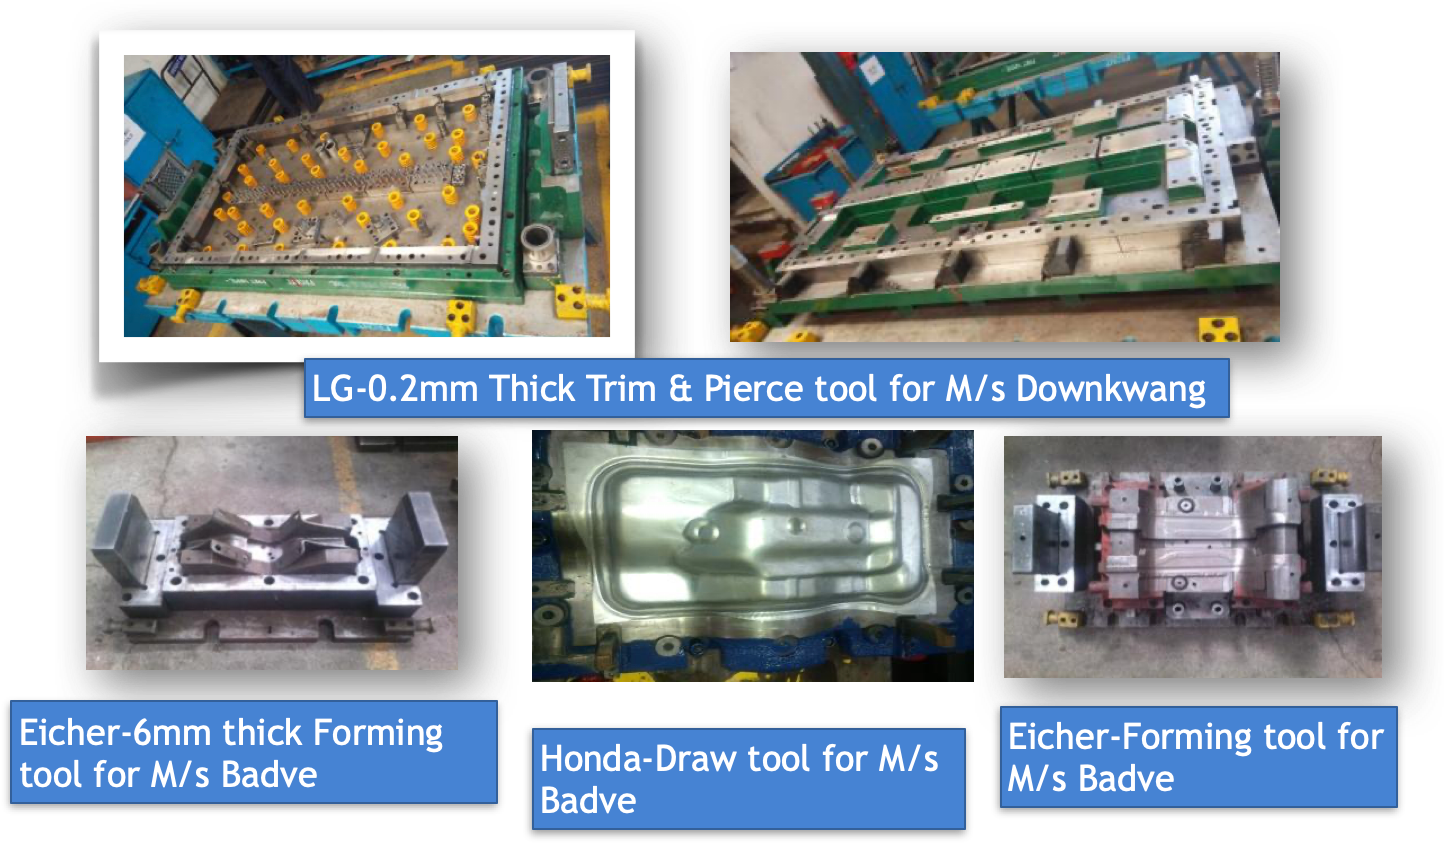 LG-0.2mm Thick Trim & Pierce tool for M/s Downkwang
Eicher-6mm thick Forming
tool for M/s Badve
Honda-Draw tool for M/s
Badve
Eicher-Forming tool for
M/s Badve